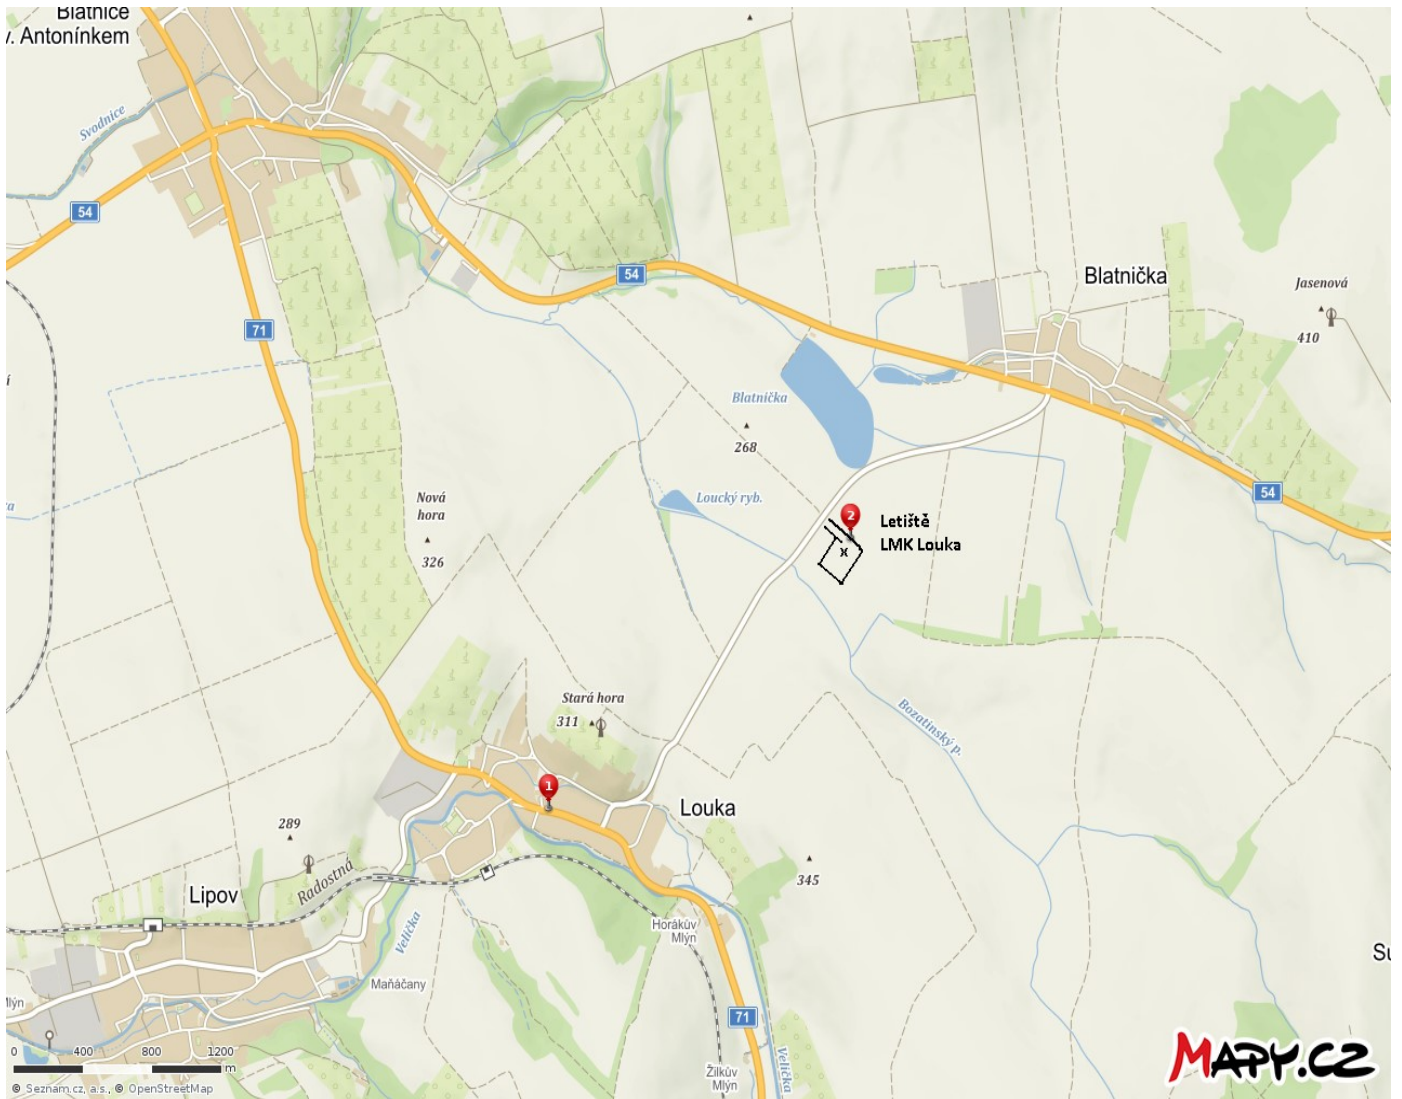 Blatnice
v. Antonínkem
Svodnice
54
54
Blatnička
Jasenová
410
71
Blatnička
268
Nová
hora
326
Loucký ryb.
54
2
Letiště
LMK Louka
x
Stará hora
311
Bozatinský p.
1
Louka
289
345
Radostná
Lipov
Velička
Horákův
Mlýn
Maňáčany
71
Žilkův
Mlýn
Velička
0 400 800 1200
m
© Seznam.cz, a.s., © OpenStreetMap
MAPY.CZ